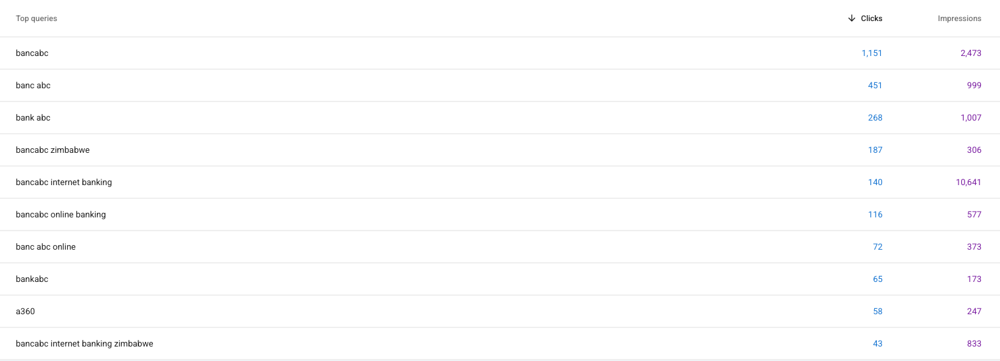 Top queries Clicks Impressions
bancabc 1,151 2,473
banc abc 451 999
bank abc 268 1,007
bancabc zimbabwe 187 306
bancabc internet banking 140 10,641
bancabc online banking 116 577
banc abc online 72 373
bankabc 65 173
a360 58 247
bancabc internet banking zimbabwe 43 833